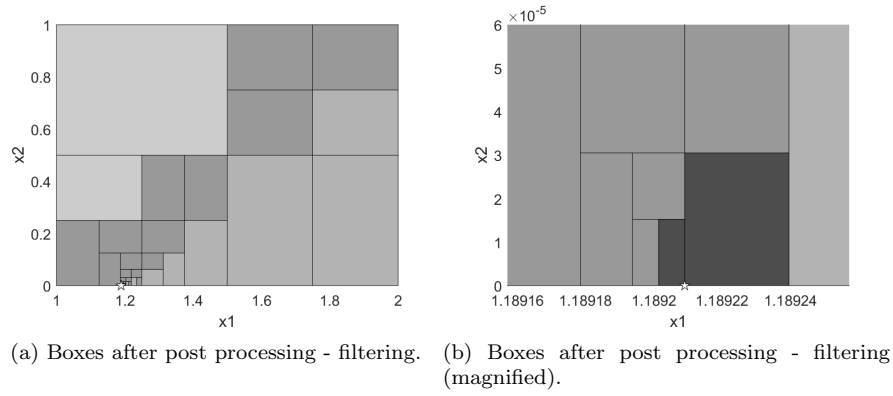 ×10⁻⁵
1
0.8
0.6
0.4
0.2
0
x2
1 1.2 1.4 1.6 1.8 2
x1
6
5
4
3
2
1
0
x2
1.18916 1.18918 1.1892 1.18922 1.18924
x1
(a) Boxes after post processing - filtering.
(b) Boxes after post processing - filtering
(magnified).